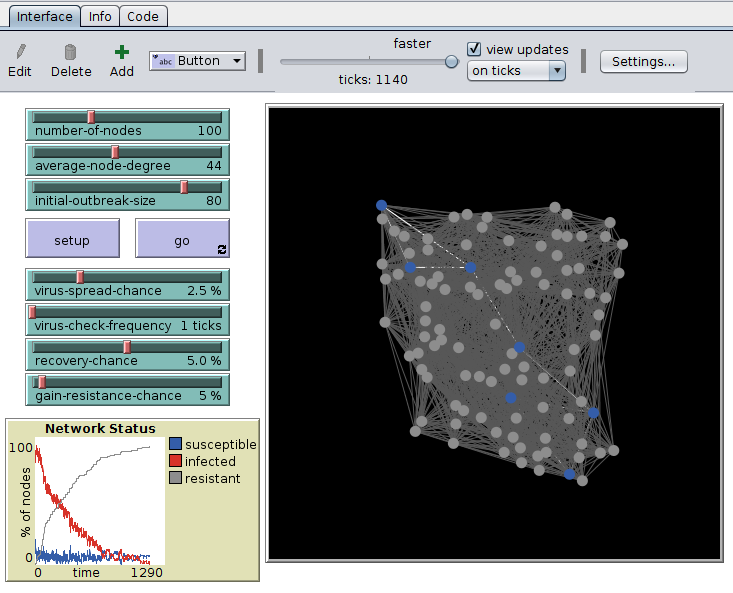 Interface Info Code
faster
view updates
Edit Delete Add abc Button on ticks Settings...
ticks: 1140
number-of-nodes 100
average-node-degree 44
initial-outbreak-size 80
setup go
virus-spread-chance 2.5 %
virus-check-frequency 1 ticks
recovery-chance 5.0 %
gain-resistance-chance 5 %
Network Status
100
% of nodes
0
0 time 1290
susceptible
infected
resistant